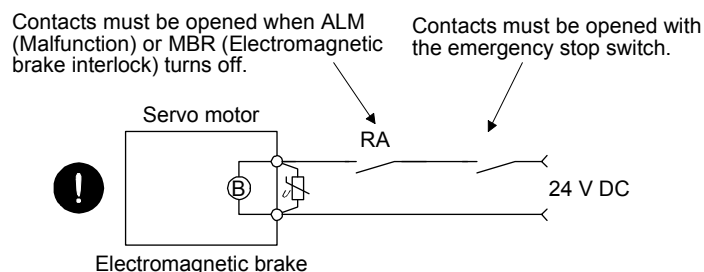 Contacts must be opened when ALM
(Malfunction) or MBR (Electromagnetic
brake interlock) turns off.
Contacts must be opened with
the emergency stop switch.
Servo motor
RA
B
U
24 V DC
Electromagnetic brake